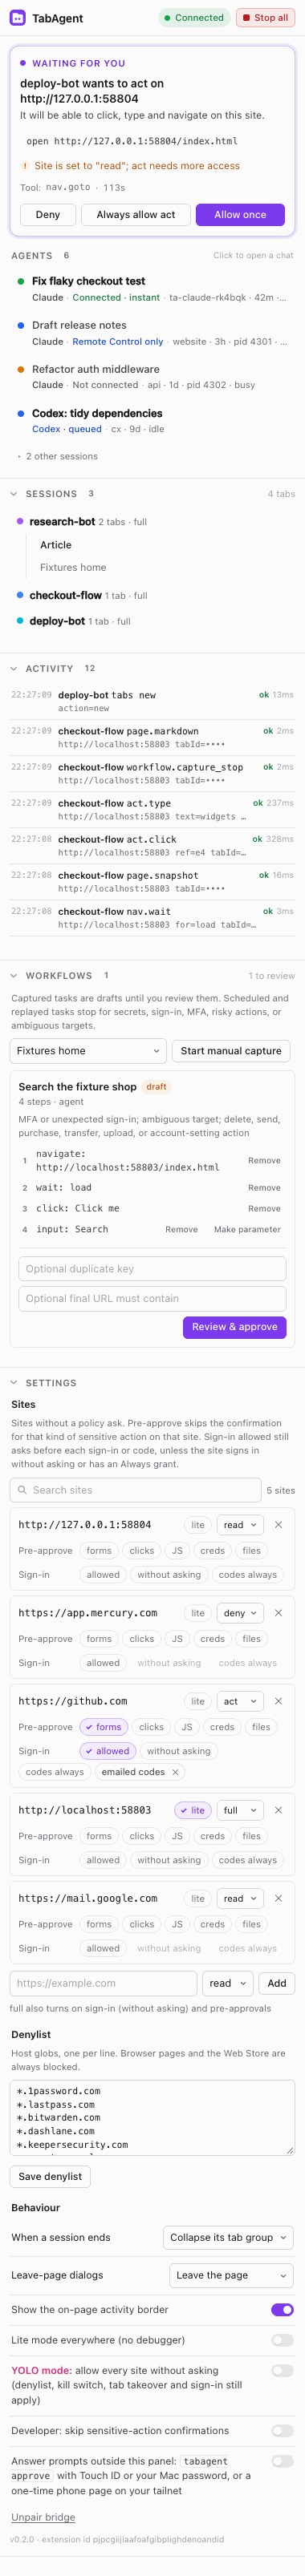 TabAgent
Connected
Stop all
WAITING FOR YOU
deploy-bot wants to act on
http://127.0.0.1:58804
It will be able to click, type and navigate on this site.
open http://127.0.0.1:58804/index.html
! Site is set to "read"; act needs more access
Tool: nav.goto · 113s
Deny
Always allow act
Allow once
AGENTS 6
Click to open a chat
Fix flaky checkout test
Claude · Connected · instant · ta-claude-rk4bqk · 42m ·…
Draft release notes
Claude · Remote Control only · website · 3h · pid 4301 · …
Refactor auth middleware
Claude · Not connected · api · 1d · pid 4302 · busy
Codex: tidy dependencies
Codex · queued · cx · 9d · idle
2 other sessions
SESSIONS 3
4 tabs
research-bot 2 tabs · full
Article
Fixtures home
checkout-flow 1 tab · full
deploy-bot 1 tab · full
ACTIVITY 12
22:27:09 deploy-bot tabs new ok 13ms
action=new
22:27:09 checkout-flow page.markdown ok 2ms
http://localhost:58803 tabId=••••
22:27:09 checkout-flow workflow.capture_stop ok 2ms
http://localhost:58803 tabId=••••
22:27:09 checkout-flow act.type ok 237ms
http://localhost:58803 text=widgets …
22:27:08 checkout-flow act.click ok 328ms
http://localhost:58803 ref=e4 tabId=…
22:27:08 checkout-flow page.snapshot ok 16ms
http://localhost:58803 tabId=••••
22:27:08 checkout-flow nav.wait ok 3ms
http://localhost:58803 for=load tabId=…
WORKFLOWS 1
1 to review
Captured tasks are drafts until you review them. Scheduled and
replayed tasks stop for secrets, sign-in, MFA, risky actions, or
ambiguous targets.
Fixtures home
Start manual capture
Search the fixture shop draft
4 steps · agent
MFA or unexpected sign-in; ambiguous target; delete, send,
purchase, transfer, upload, or account-setting action
1 navigate:
http://localhost:58803/index.html Remove
2 wait: load Remove
3 click: Click me Remove
4 input: Search Remove Make parameter
Optional duplicate key
Optional final URL must contain
Review & approve
SETTINGS
Sites
Sites without a policy ask. Pre-approve skips the confirmation
for that kind of sensitive action on that site. Sign-in allowed still
asks before each sign-in or code, unless the site signs in
without asking or has an Always grant.
Search sites
5 sites
http://127.0.0.1:58804 lite read ×
Pre-approve forms clicks JS creds files
Sign-in allowed without asking codes always
https://app.mercury.com lite deny ×
Pre-approve forms clicks JS creds files
Sign-in allowed without asking codes always
https://github.com lite act ×
Pre-approve ✓ forms clicks JS creds files
Sign-in ✓ allowed without asking
codes always emailed codes ×
http://localhost:58803 ✓ lite full ×
Pre-approve forms clicks JS creds files
Sign-in allowed without asking codes always
https://mail.google.com lite read ×
Pre-approve forms clicks JS creds files
Sign-in allowed without asking codes always
https://example.com read Add
full also turns on sign-in (without asking) and pre-approvals
Denylist
Host globs, one per line. Browser pages and the Web Store are
always blocked.
*.1password.com
*.lastpass.com
*.bitwarden.com
*.dashlane.com
*.keepersecurity.com
Save denylist
Behaviour
When a session ends Collapse its tab group
Leave-page dialogs Leave the page
Show the on-page activity border
Lite mode everywhere (no debugger)
YOLO mode: allow every site without asking
(denylist, kill switch, tab takeover and sign-in still
apply)
Developer: skip sensitive-action confirmations
Answer prompts outside this panel: tabagent
approve with Touch ID or your Mac password, or a
one-time phone page on your tailnet
Unpair bridge
v0.2.0 · extension id pjpcgiijlaafoafgibplighdenoandid